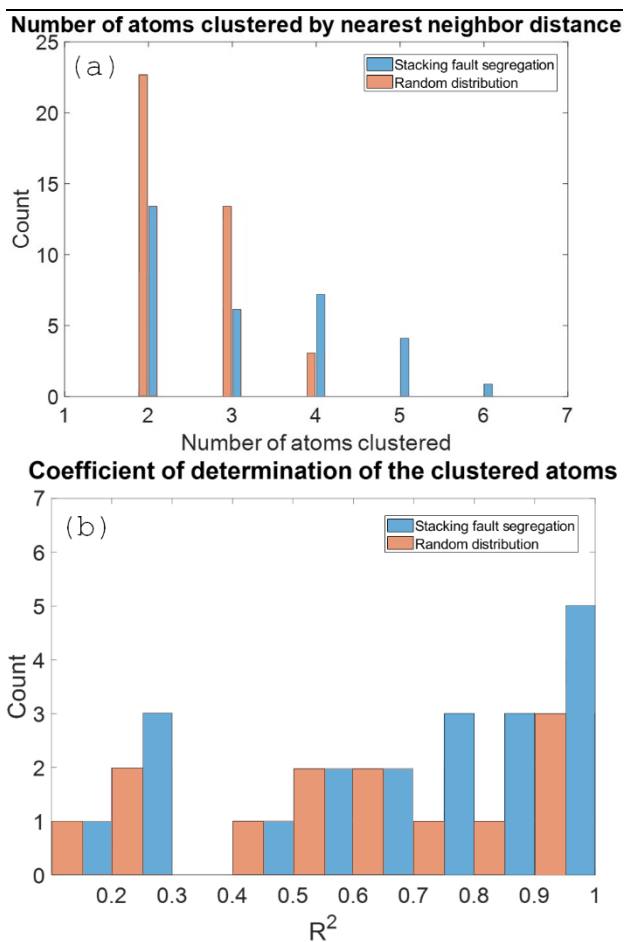 Number of atoms clustered by nearest neighbor distance
25
(a)
Stacking fault segregation
Random distribution
20
15
Count
10
5
0
1 2 3 4 5 6 7
Number of atoms clustered
Coefficient of determination of the clustered atoms
7
(b)
Stacking fault segregation
Random distribution
6
5
4
Count
3
2
1
0
0.2 0.3 0.4 0.5 0.6 0.7 0.8 0.9 1
R²